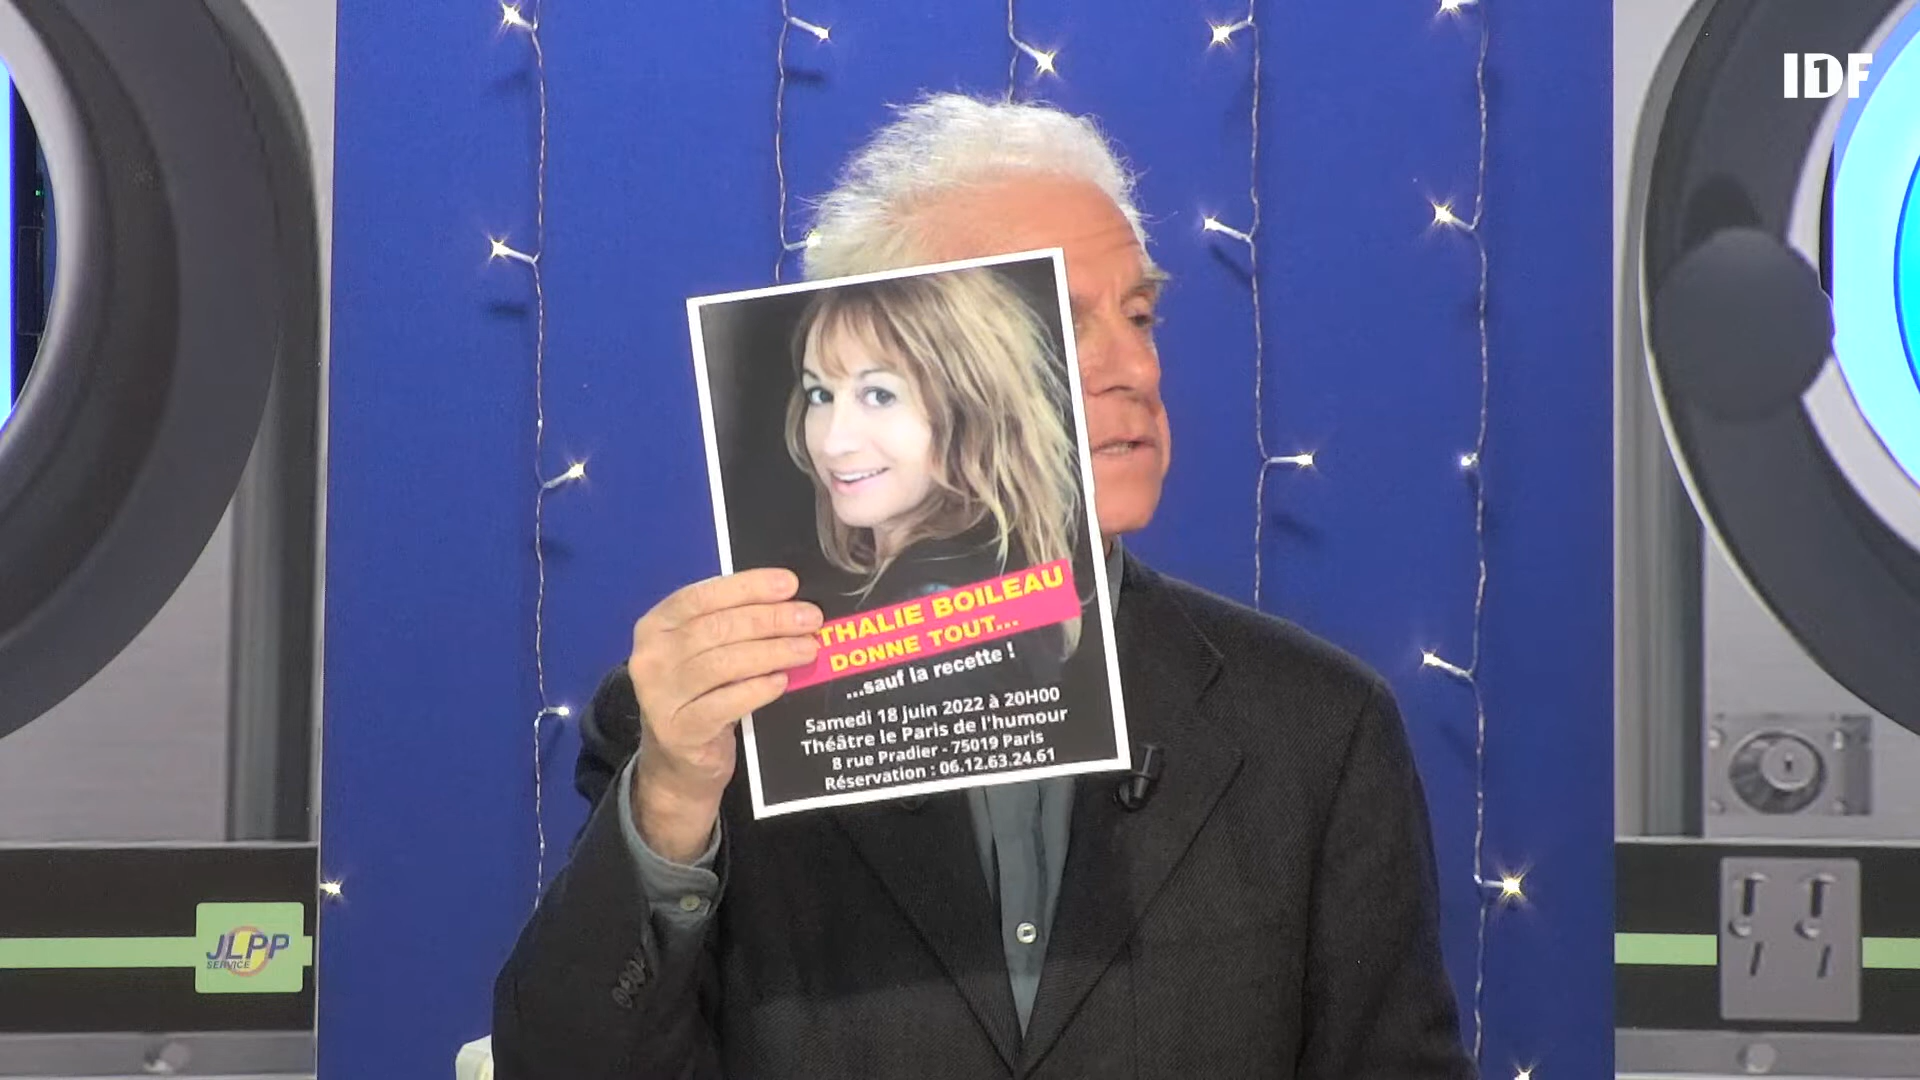 IDF
THALIE BOILEAU
DONNE TOUT...
...sauf la recette !
Samedi 18 juin 2022 à 20H00
Théâtre le Paris de l'humour
8 rue Pradier - 75019 Paris
Réservation : 06.12.63.24.61
JLPP
SERVICE